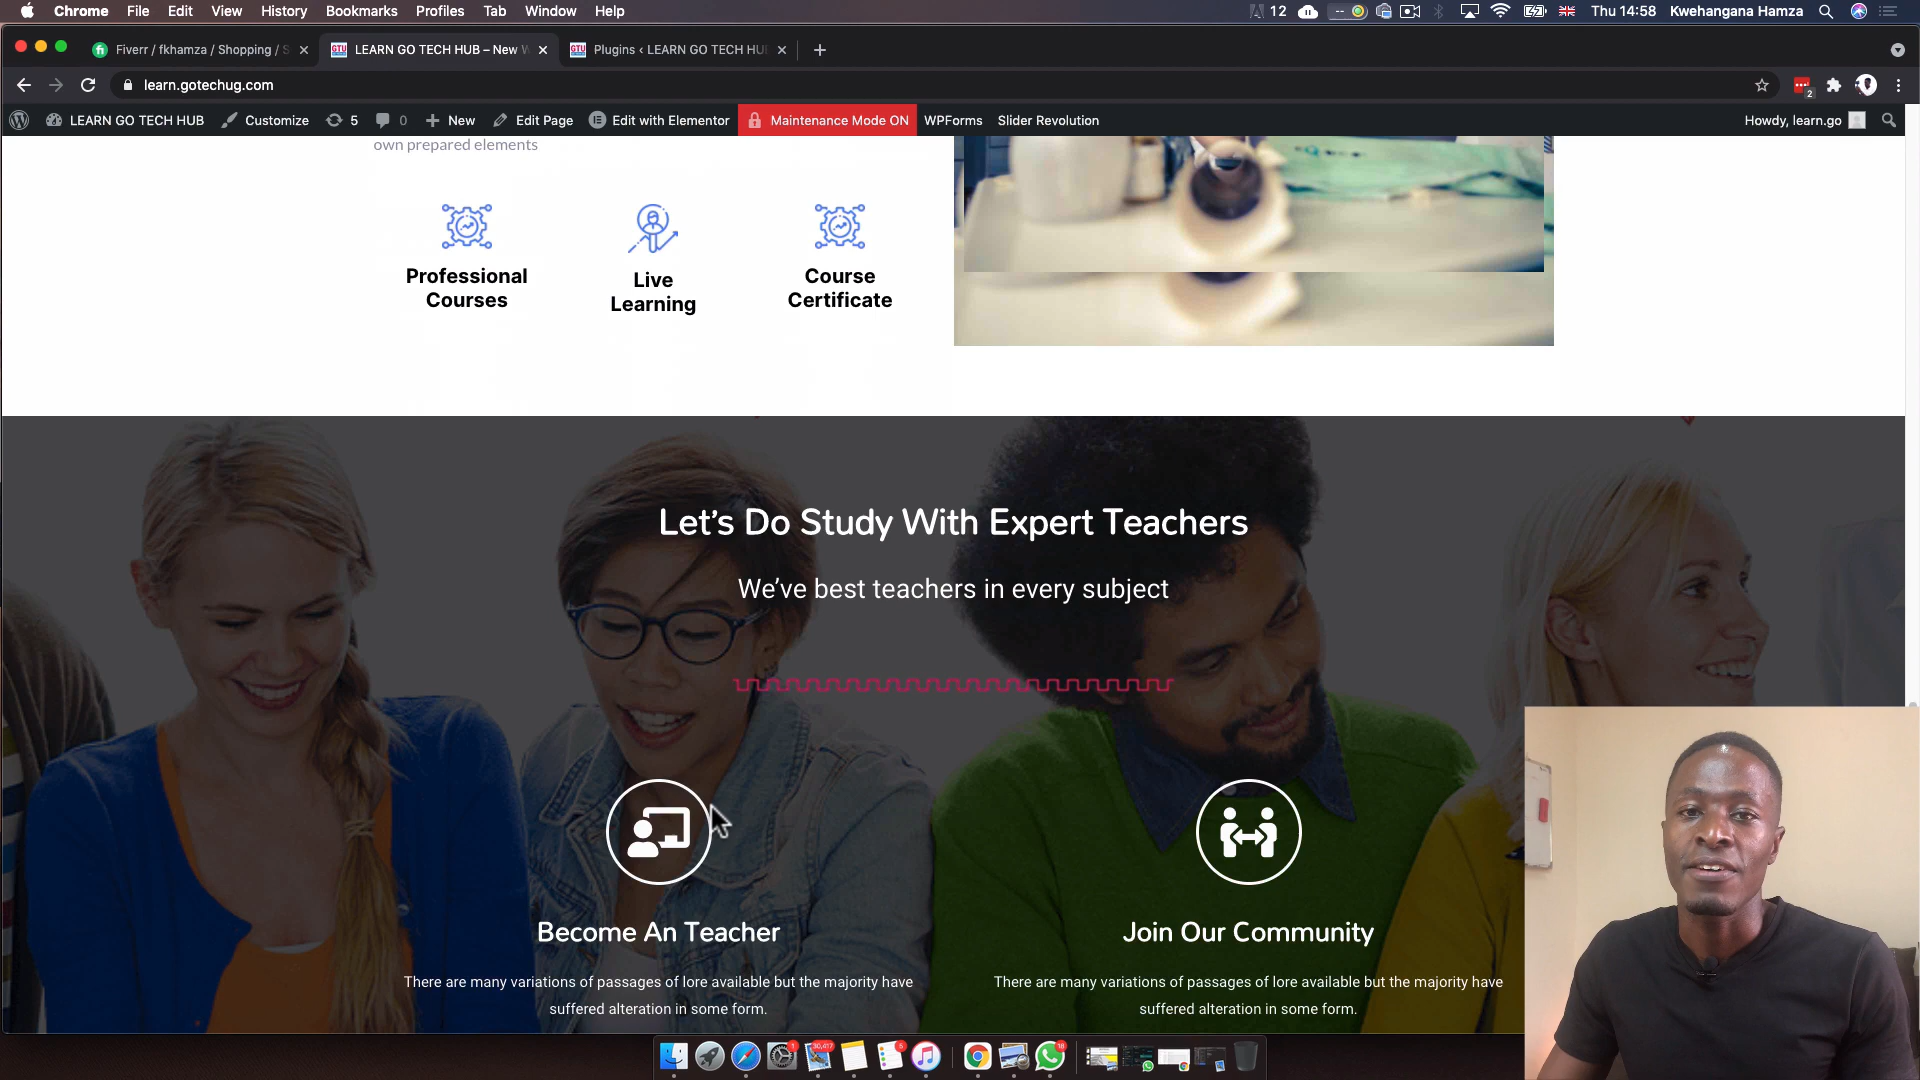 Chrome File Edit View History Bookmarks Profiles Tab Window Help 12 Thu 14:58 Kwehangana Hamza
Fiverr / fkhamza / Shopping / S LEARN GO TECH HUB – New W Plugins ‹ LEARN GO TECH HU
learn.gotechug.com 2
LEARN GO TECH HUB Customize 5 0 New Edit Page Edit with Elementor Maintenance Mode ON WPForms Slider Revolution Howdy, learn.go
own prepared elements
Professional
Courses
Live
Learning
Course
Certificate
Let’s Do Study With Expert Teachers
We’ve best teachers in every subject
Become An Teacher
There are many variations of passages of lore available but the majority have
suffered alteration in some form.
Join Our Community
There are many variations of passages of lore available but the majority have
suffered alteration in some form.
1 30,417 5 18